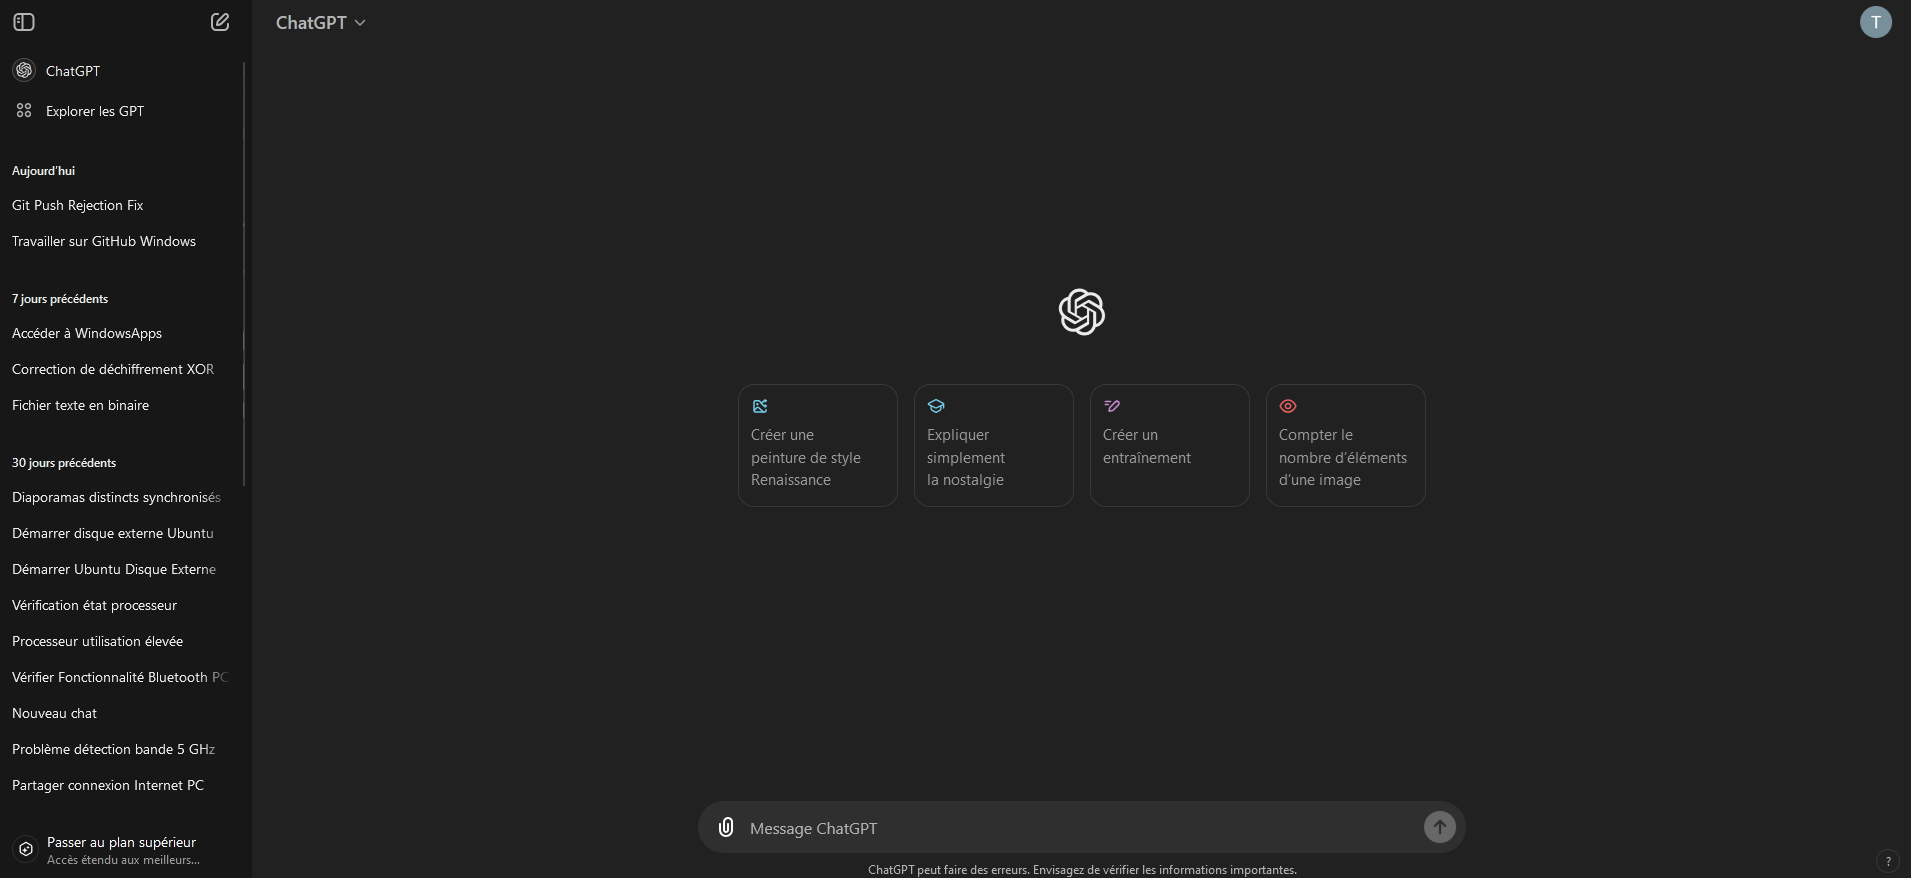 ChatGPT
Explorer les GPT
Aujourd'hui
Git Push Rejection Fix
Travailler sur GitHub Windows
7 jours précédents
Accéder à WindowsApps
Correction de déchiffrement XOR
Fichier texte en binaire
30 jours précédents
Diaporamas distincts synchronisés
Démarrer disque externe Ubuntu
Démarrer Ubuntu Disque Externe
Vérification état processeur
Processeur utilisation élevée
Vérifier Fonctionnalité Bluetooth PC
Nouveau chat
Problème détection bande 5 GHz
Partager connexion Internet PC
Passer au plan supérieur
Accès étendu aux meilleurs...
ChatGPT
T
Créer une
peinture de style
Renaissance
Expliquer
simplement
la nostalgie
Créer un
entraînement
Compter le
nombre d'éléments
d'une image
Message ChatGPT
ChatGPT peut faire des erreurs. Envisagez de vérifier les informations importantes.
?